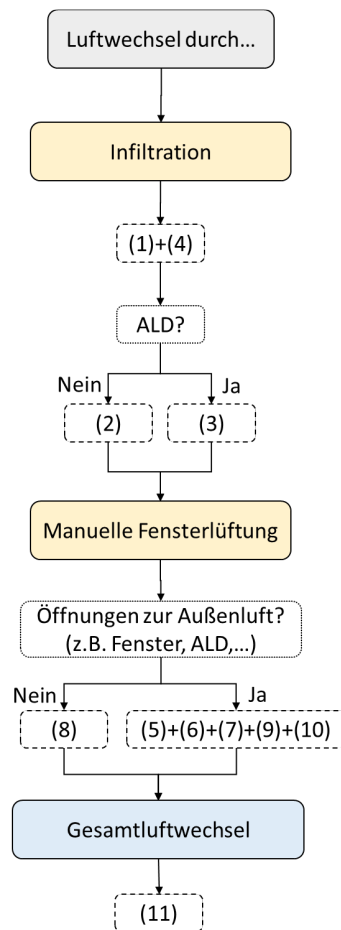 Luftwechsel durch…
Infiltration
(1)+(4)
ALD?
Nein
Ja
(2)
(3)
Manuelle Fensterlüftung
Öffnungen zur Außenluft?
(z.B. Fenster, ALD,…)
Nein
Ja
(8)
(5)+(6)+(7)+(9)+(10)
Gesamtluftwechsel
(11)